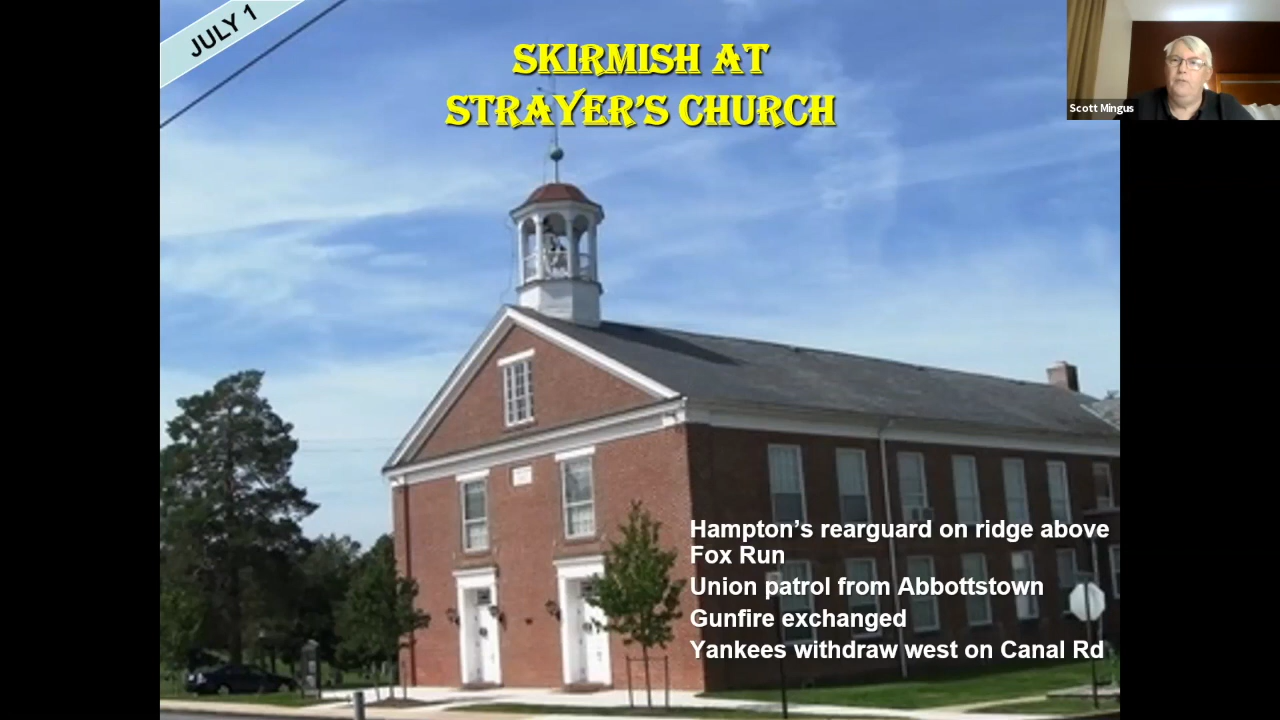 JULY 1
SKIRMISH AT
STRAYER'S CHURCH
Scott Mingus
Hampton's rearguard on ridge above
Fox Run
Union patrol from Abbottstown
Gunfire exchanged
Yankees withdraw west on Canal Rd